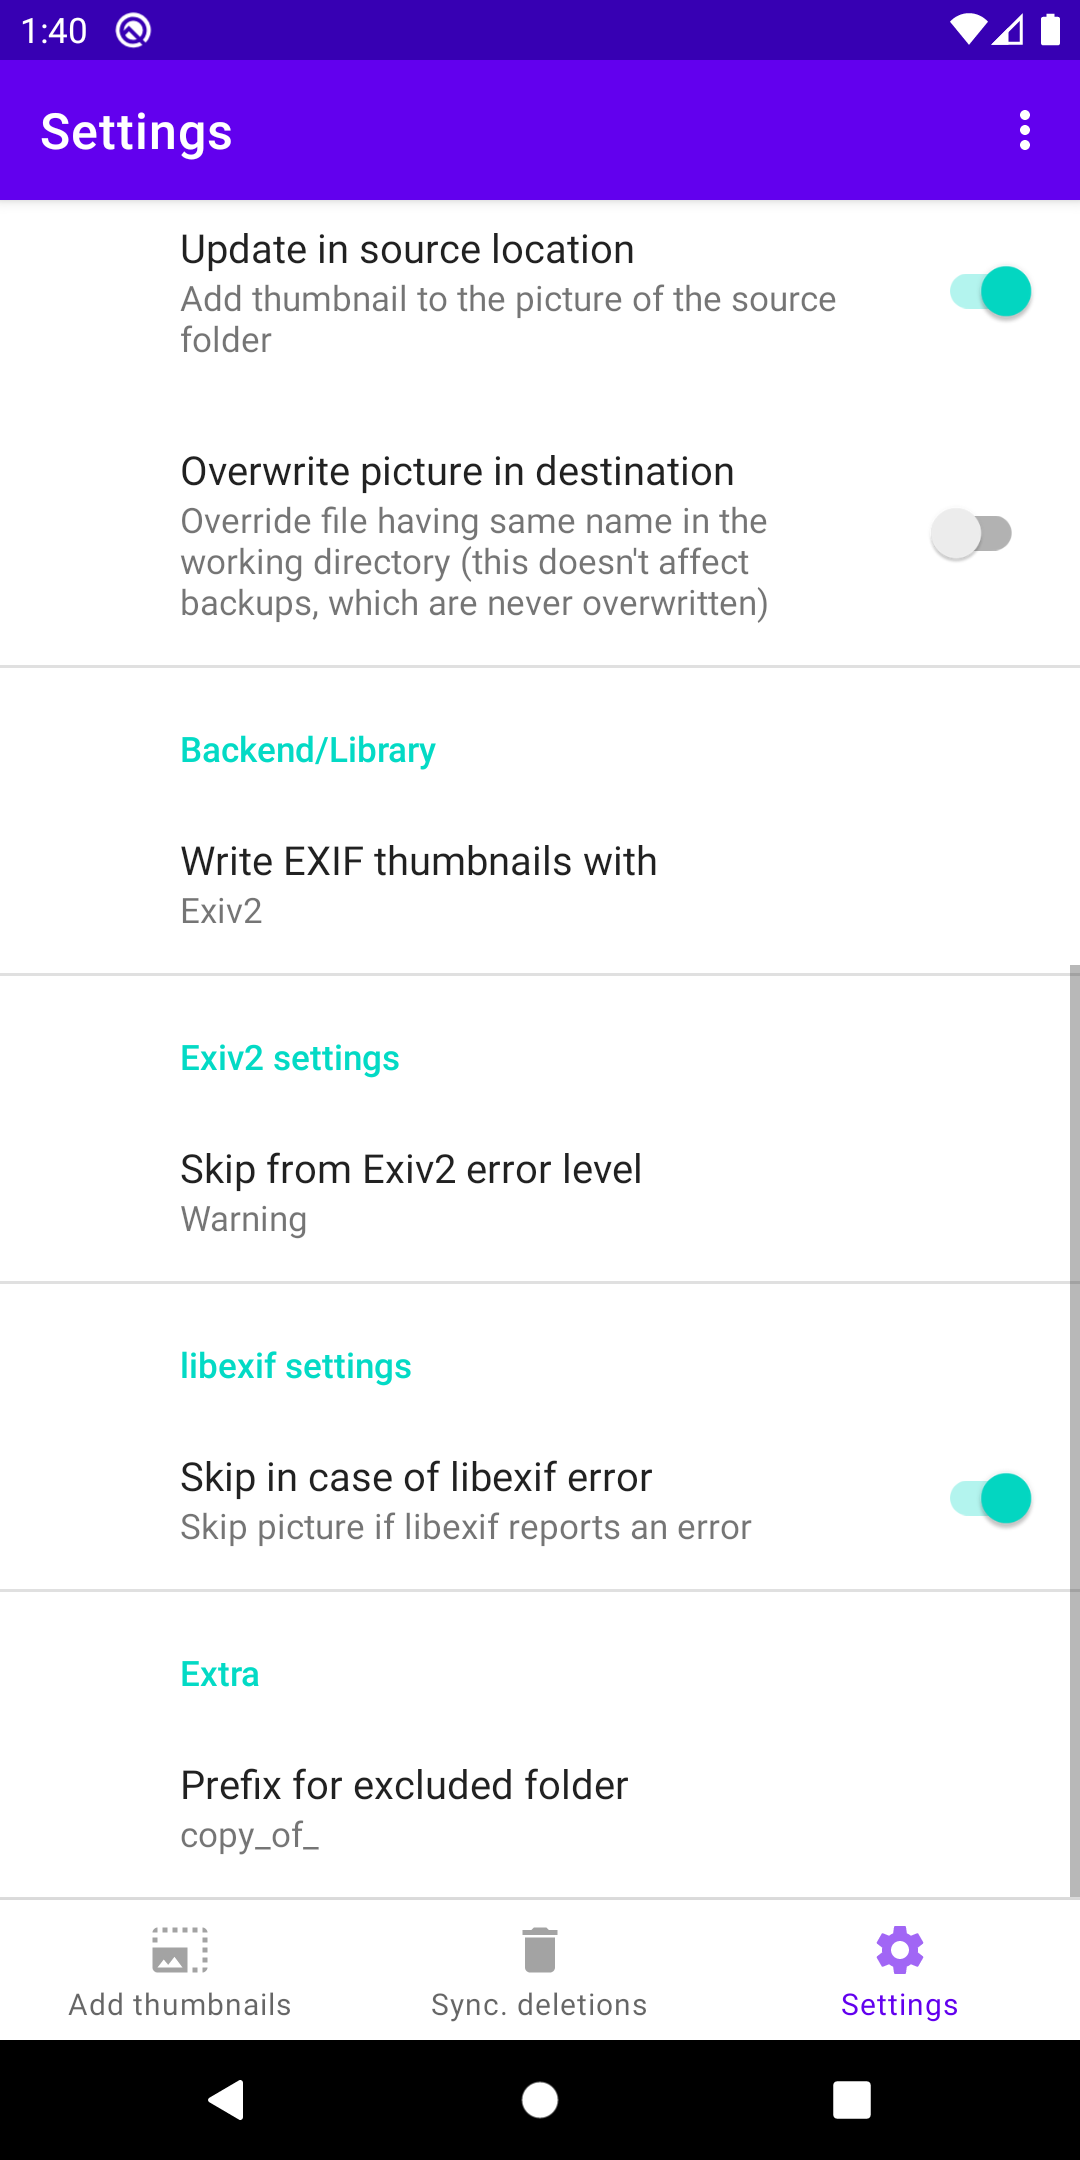 1:40
Settings
Update in source location
Add thumbnail to the picture of the source
folder
Overwrite picture in destination
Override file having same name in the
working directory (this doesn't affect
backups, which are never overwritten)
Backend/Library
Write EXIF thumbnails with
Exiv2
Exiv2 settings
Skip from Exiv2 error level
Warning
libexif settings
Skip in case of libexif error
Skip picture if libexif reports an error
Extra
Prefix for excluded folder
copy_of_
Add thumbnails
Sync. deletions
Settings